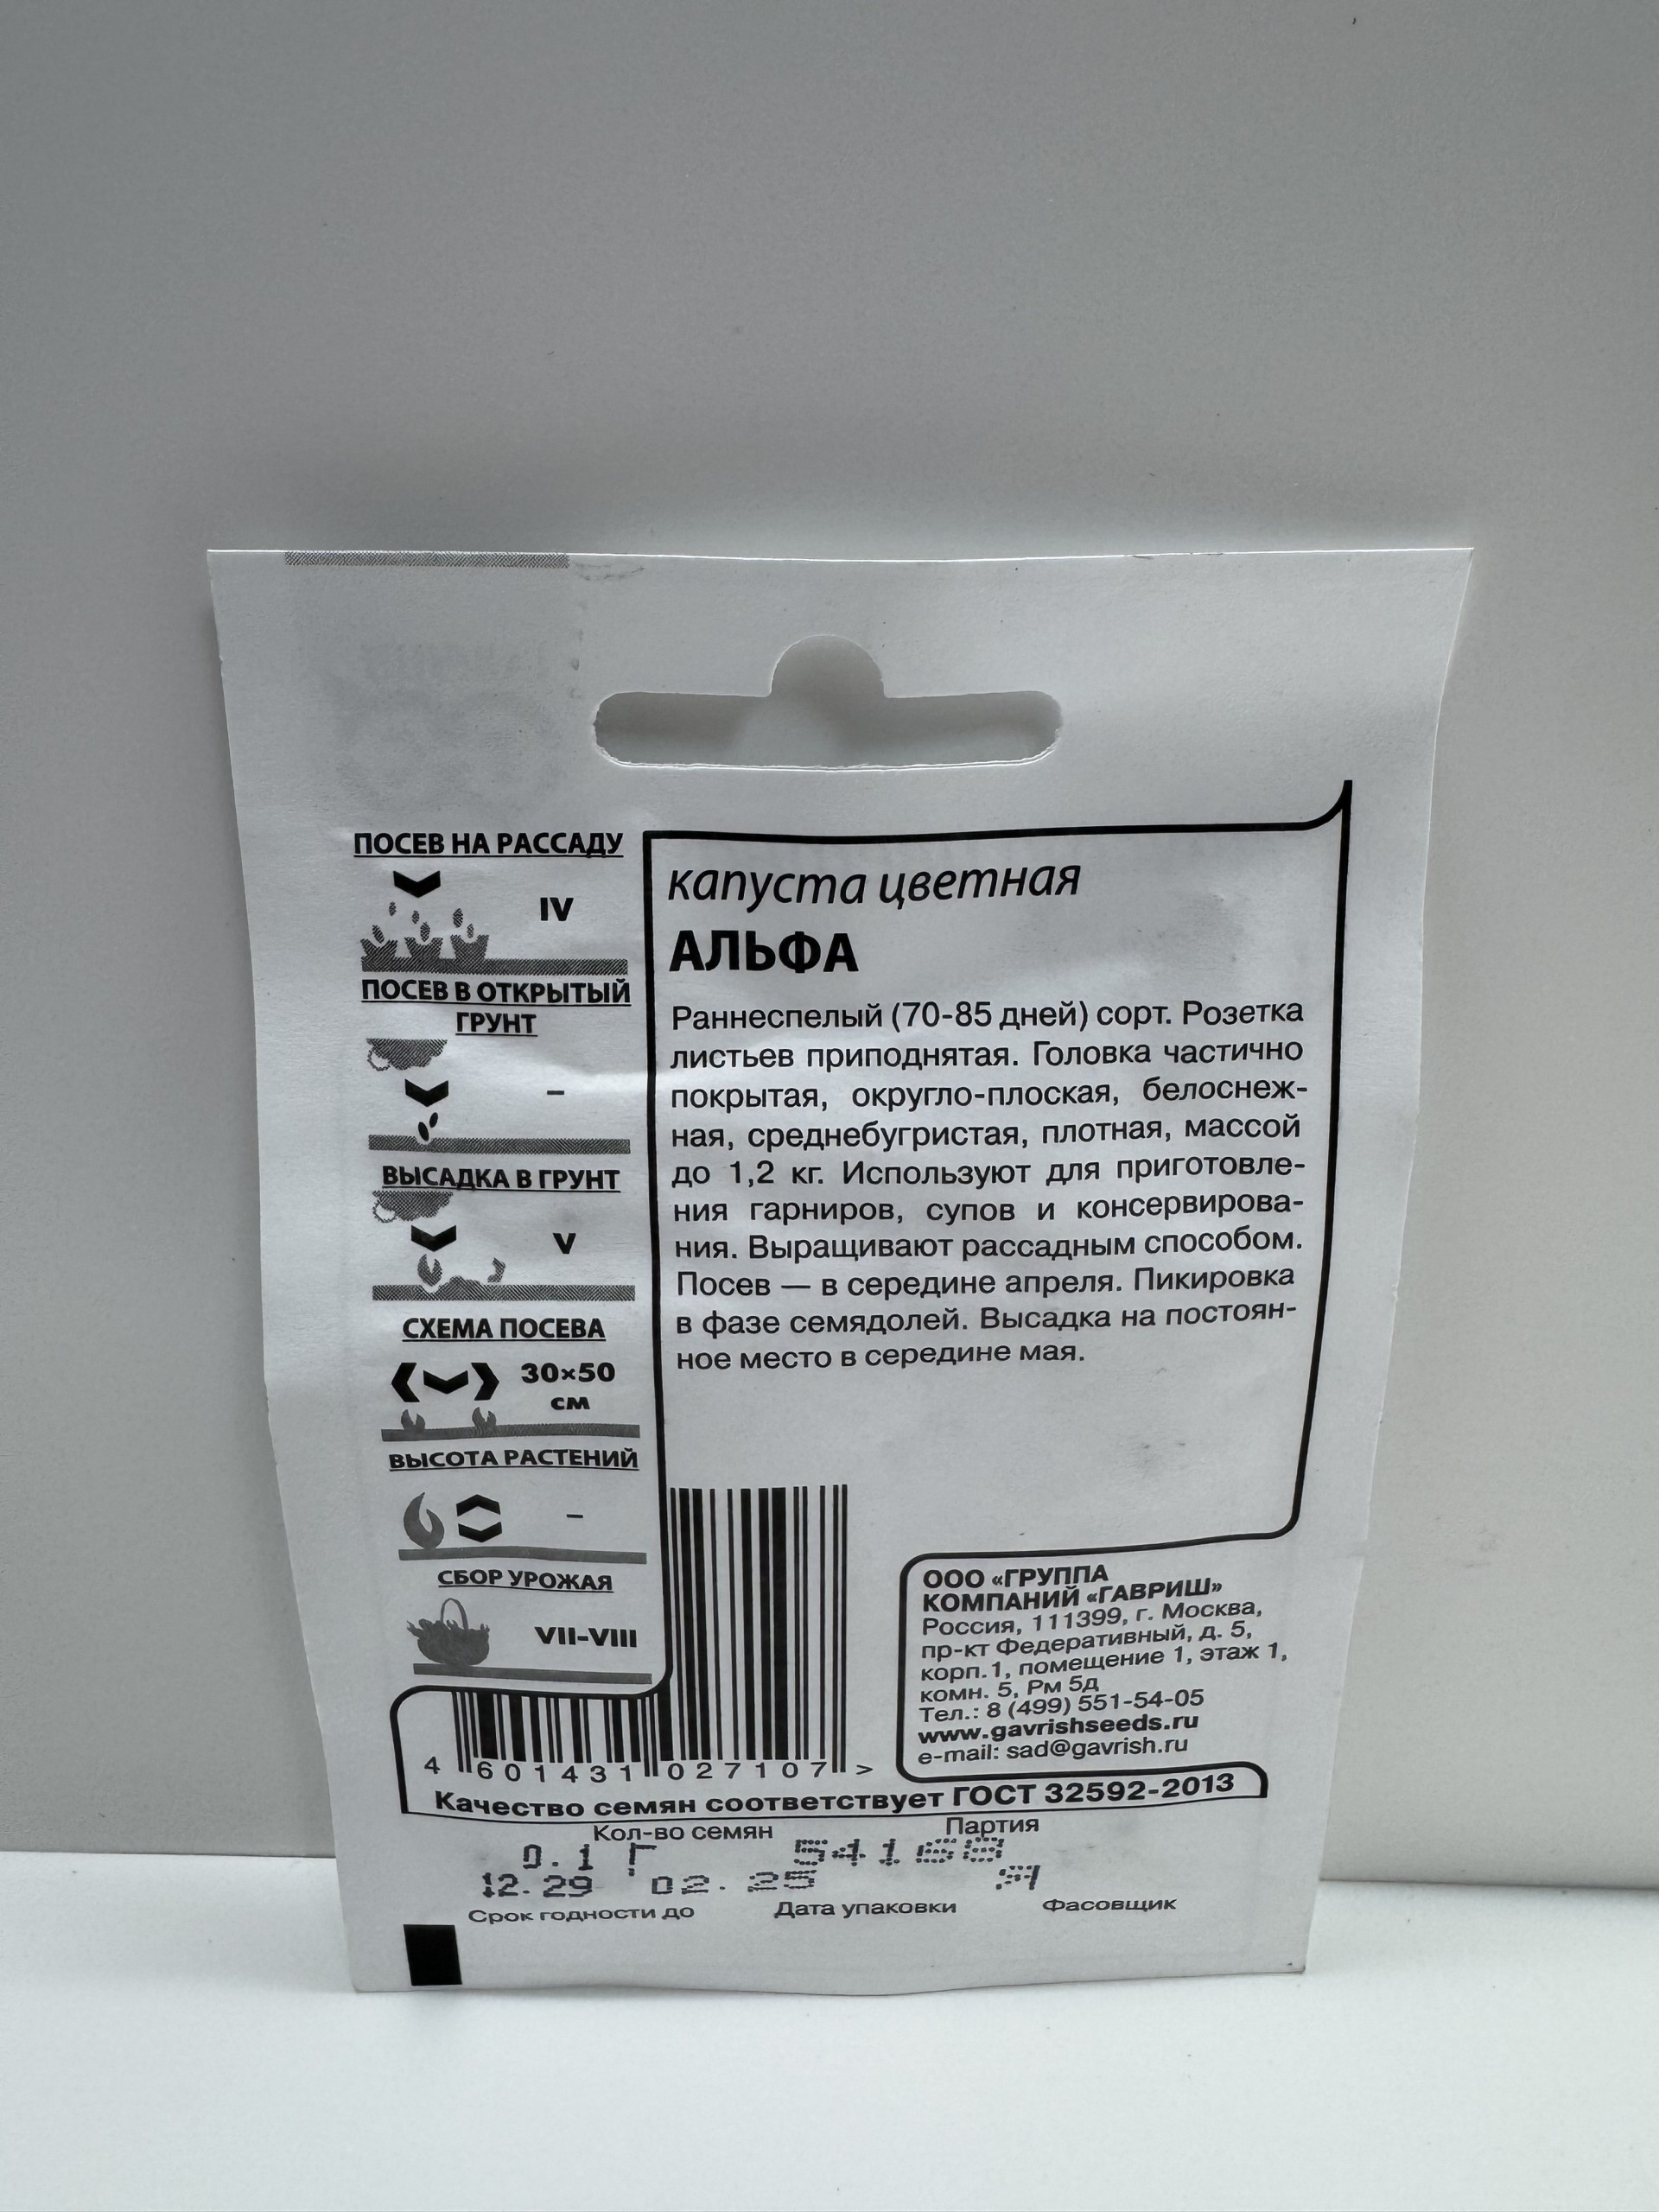 ПОСЕВ НА РАССАДУ
IV
ПОСЕВ В ОТКРЫТЫЙ
ГРУНТ
–
ВЫСАДКА В ГРУНТ
V
СХЕМА ПОСЕВА
30×50
см
ВЫСОТА РАСТЕНИЙ
–
СБОР УРОЖАЯ
VII-VIII
капуста цветная
АЛЬФА
Раннеспелый (70-85 дней) сорт. Розетка
листьев приподнятая. Головка частично
покрытая, округло-плоская, белоснеж-
ная, среднебугристая, плотная, массой
до 1,2 кг. Используют для приготовле-
ния гарниров, супов и консервирова-
ния. Выращивают рассадным способом.
Посев — в середине апреля. Пикировка
в фазе семядолей. Высадка на постоян-
ное место в середине мая.
ООО «ГРУППА
КОМПАНИЙ «ГАВРИШ»
Россия, 111399, г. Москва,
пр-кт Федеративный, д. 5,
корп.1, помещение 1, этаж 1,
комн. 5, Рм 5д
Тел.: 8 (499) 551-54-05
www.gavrishseeds.ru
e-mail: sad@gavrish.ru
4 601431 027107 >
Качество семян соответствует ГОСТ 32592-2013
Кол-во семян Партия
0.1 Г
12.29 02.25
Срок годности до Дата упаковки Фасовщик